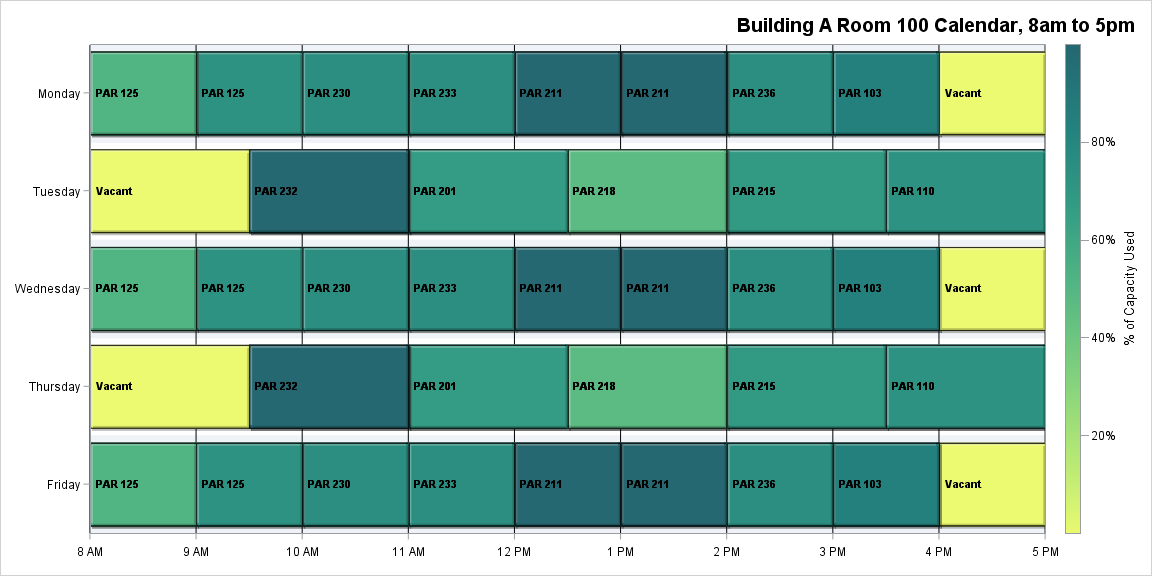 Building A Room 100 Calendar, 8am to 5pm
Monday PAR 125 PAR 125 PAR 230 PAR 233 PAR 211 PAR 211 PAR 236 PAR 103 Vacant
80%
Tuesday Vacant PAR 232 PAR 201 PAR 218 PAR 215 PAR 110
60%
Wednesday PAR 125 PAR 125 PAR 230 PAR 233 PAR 211 PAR 211 PAR 236 PAR 103 Vacant
% of Capacity Used
40%
Thursday Vacant PAR 232 PAR 201 PAR 218 PAR 215 PAR 110
20%
Friday PAR 125 PAR 125 PAR 230 PAR 233 PAR 211 PAR 211 PAR 236 PAR 103 Vacant
8 AM 9 AM 10 AM 11 AM 12 PM 1 PM 2 PM 3 PM 4 PM 5 PM